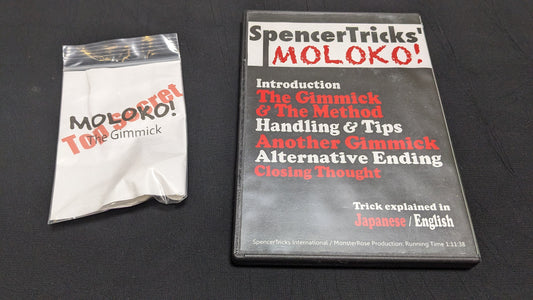 Top Secret
MOLOKO!
The Gimmick
SpencerTricks'
MOLOKO!
Introduction
The Gimmick
& The Method
Handling & Tips
Another Gimmick
Alternative Ending
Closing Thought
Trick explained in
Japanese / English
SpencerTricks International / MonsterRose Production: Running Time 1:11:38